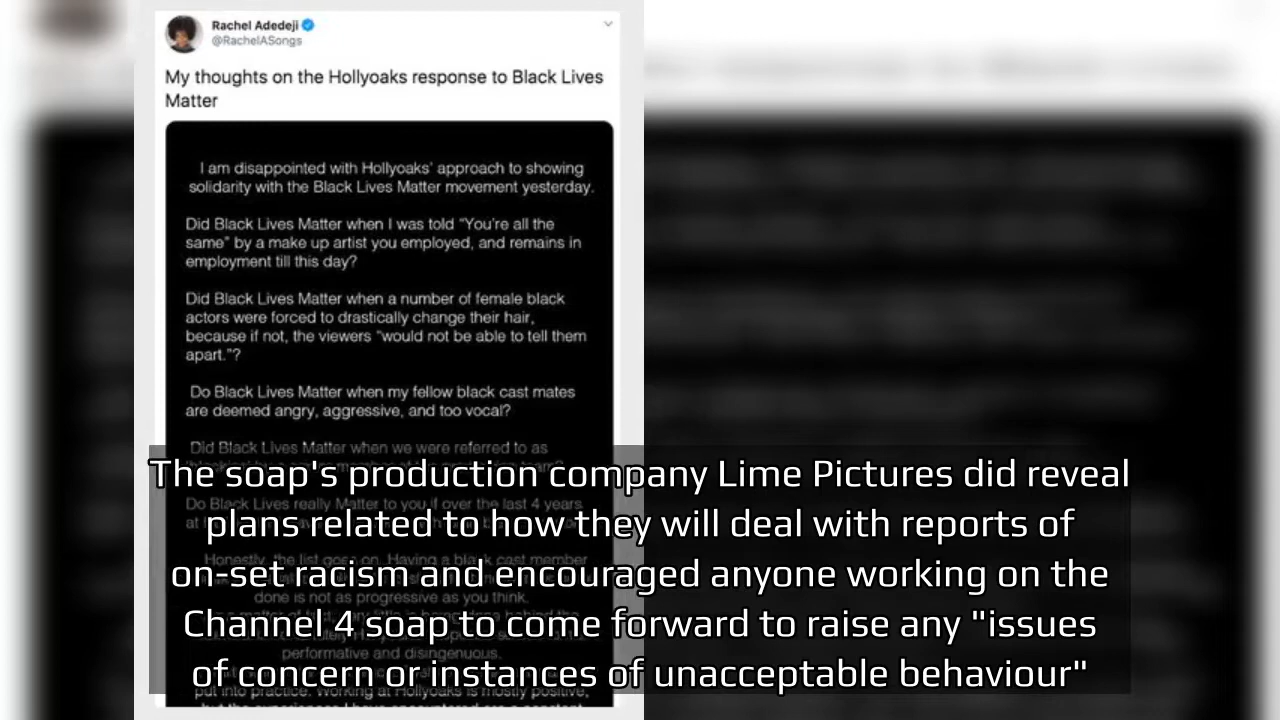 Rachel Adedeji
@RachelASongs
My thoughts on the Hollyoaks response to Black Lives
Matter
I am disappointed with Hollyoaks' approach to showing
solidarity with the Black Lives Matter movement yesterday.
Did Black Lives Matter when I was told "You're all the
same" by a make up artist you employed, and remains in
employment till this day?
Did Black Lives Matter when a number of female black
actors were forced to drastically change their hair,
because if not, the viewers "would not be able to tell them
apart."?
Do Black Lives Matter when my fellow black cast mates
are deemed angry, aggressive, and too vocal?
Did Black Lives Matter when we were referred to as
The soap's production company Lime Pictures did reveal
Do Black Lives really Matter to you if over the last 4 years
plans related to how they will deal with reports of
Honestly, the list goes on. Having a black cast member
on-set racism and encouraged anyone working on the
done is not as progressive as you think.
Channel 4 soap to come forward to raise any "issues
performative and disingenuous.
of concern or instances of unacceptable behaviour"
put into practice. Working at Hollyoaks is mostly positive,
but the experiences I have encountered are a constant